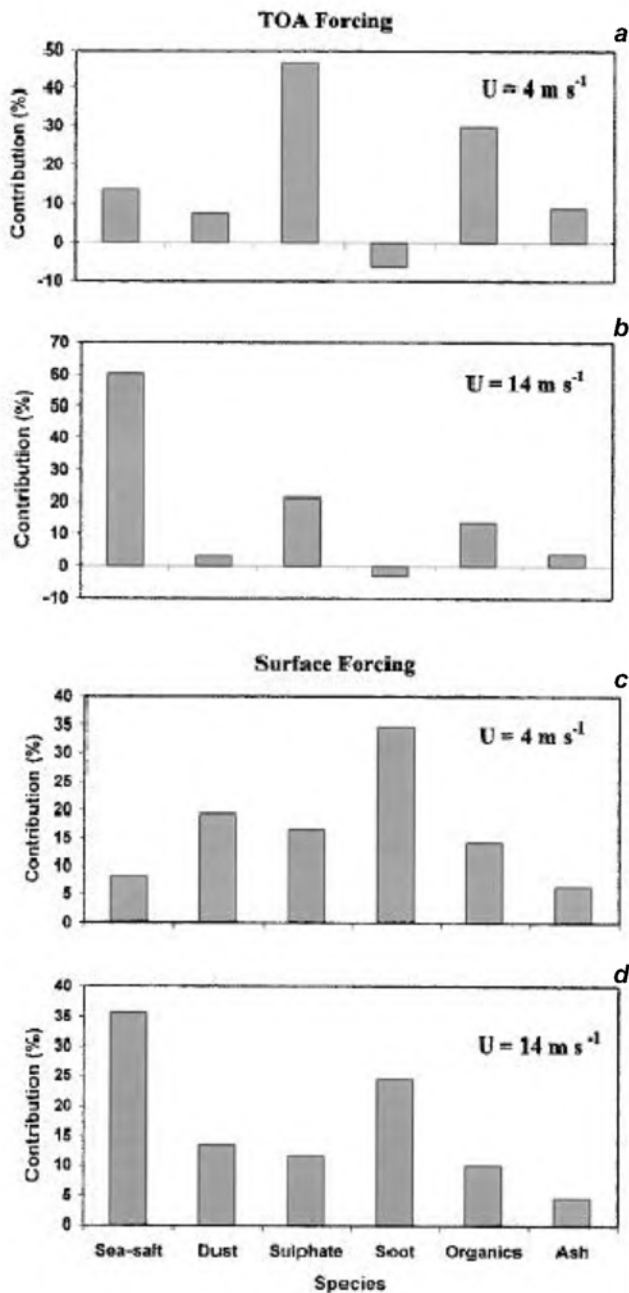 TOA Forcing
a
U = 4 m s-1
Contribution (%)
50
40
30
20
10
0
-10
b
U = 14 m s-1
Contribution (%)
70
60
50
40
30
20
10
0
-10
Surface Forcing
c
U = 4 m s-1
Contribution (%)
40
35
30
25
20
15
10
5
0
d
U = 14 m s-1
Contribution (%)
40
35
30
25
20
15
10
5
0
Sea-salt Dust Sulphate Soot Organics Ash
Species